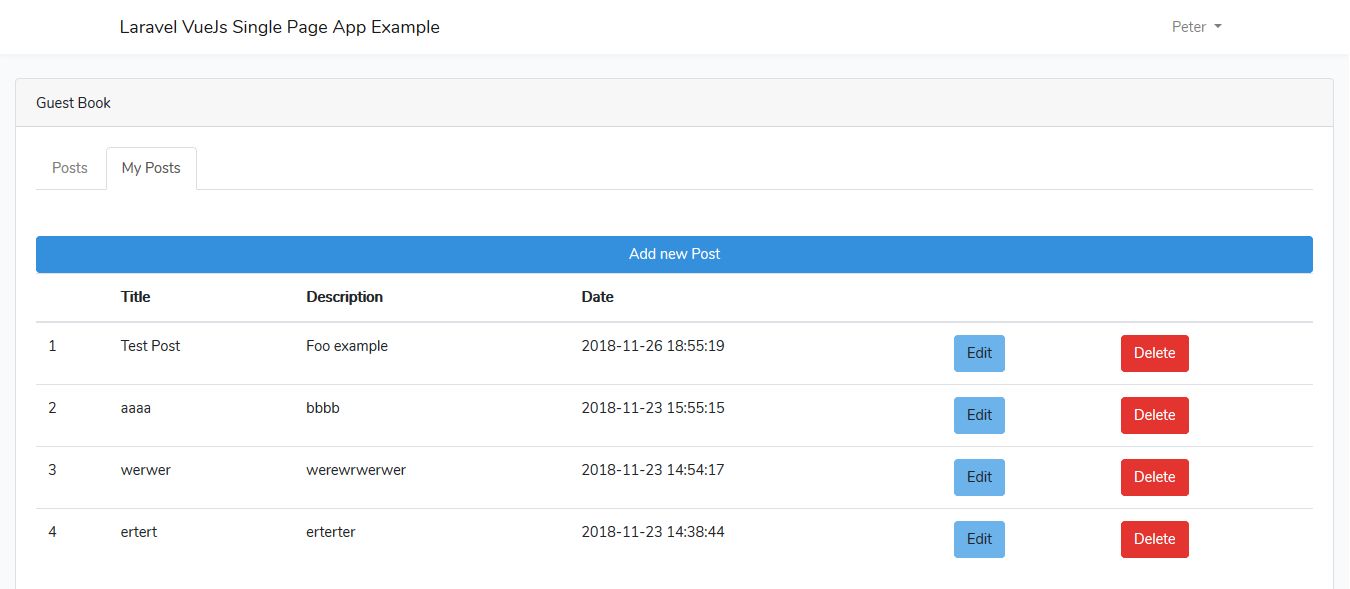 Laravel VueJs Single Page App Example Peter
Guest Book
Posts My Posts
Add new Post
Title Description Date
1 Test Post Foo example 2018-11-26 18:55:19 Edit Delete
2 aaaa bbbb 2018-11-23 15:55:15 Edit Delete
3 werwer werewrwerwer 2018-11-23 14:54:17 Edit Delete
4 ertert erterter 2018-11-23 14:38:44 Edit Delete